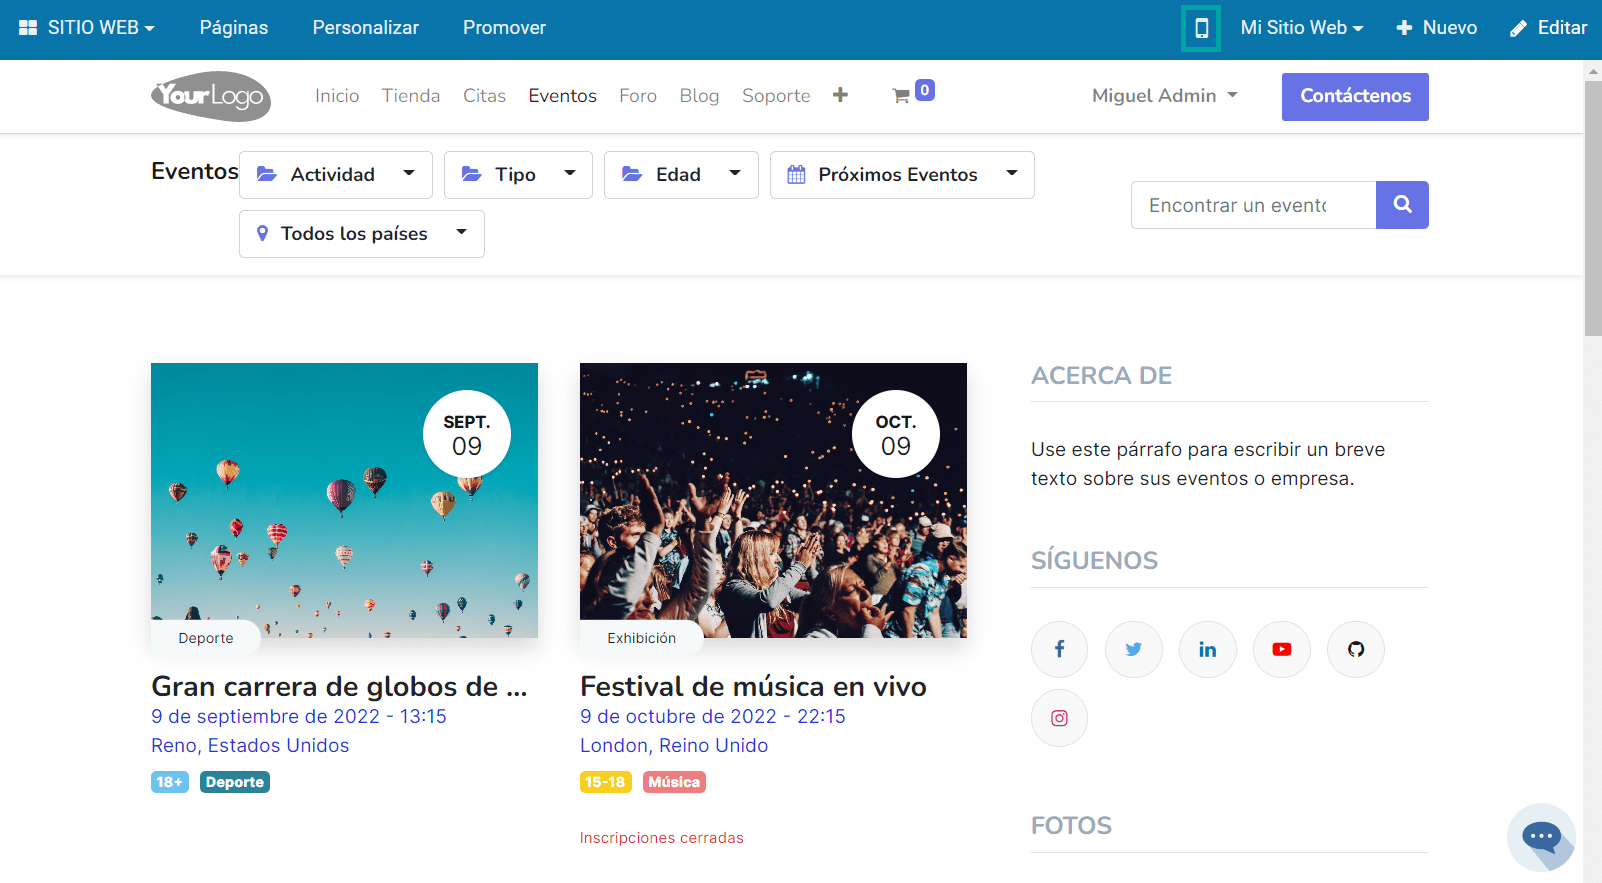 SITIO WEB Páginas Personalizar Promover Mi Sitio Web Nuevo Editar
YourLogo Inicio Tienda Citas Eventos Foro Blog Soporte 0 Miguel Admin Contáctenos
Eventos Actividad Tipo Edad Próximos Eventos
Todos los países
Encontrar un evento
SEPT.
09
Deporte
Gran carrera de globos de ...
9 de septiembre de 2022 - 13:15
Reno, Estados Unidos
18+ Deporte
OCT.
09
Exhibición
Festival de música en vivo
9 de octubre de 2022 - 22:15
London, Reino Unido
15-18 Música
Inscripciones cerradas
ACERCA DE
Use este párrafo para escribir un breve
texto sobre sus eventos o empresa.
SÍGUENOS
FOTOS